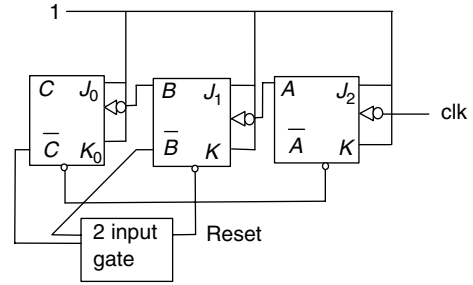 1
C J₀
B J₁
A J₂
clk
C̅ K₀
B̅ K
A̅ K
2 input
gate
Reset